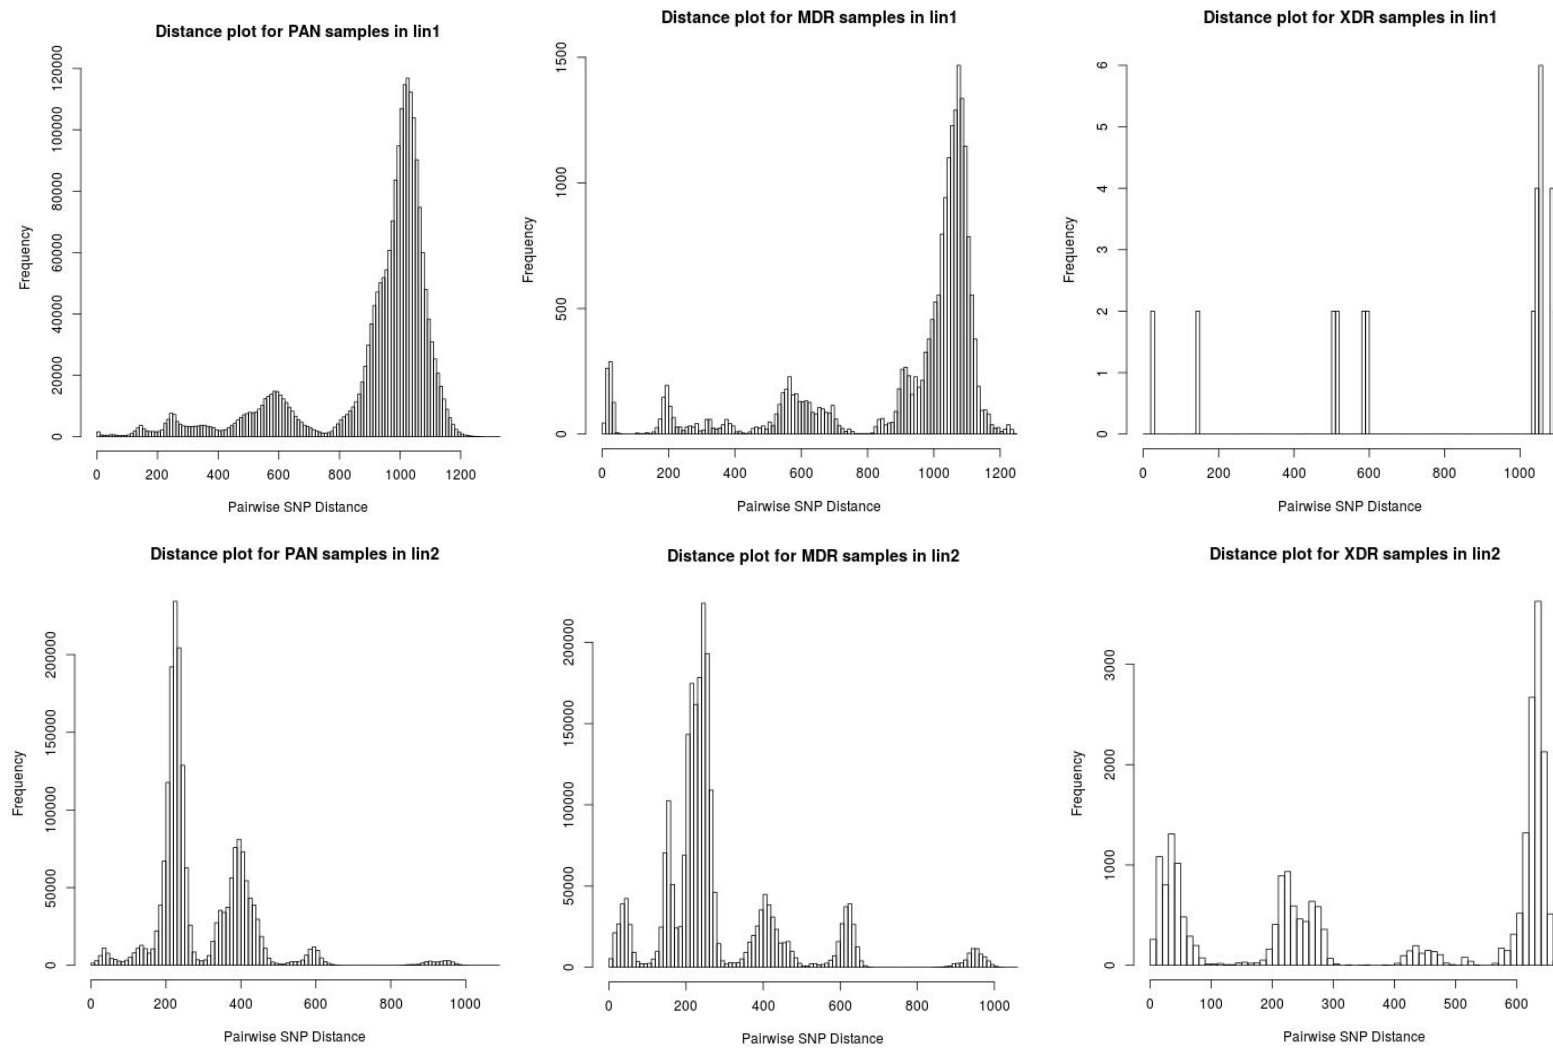 Distance plot for PAN samples in lin1
Frequency
0
20000
40000
60000
80000
100000
120000
0 200 400 600 800 1000 1200
Pairwise SNP Distance
Distance plot for MDR samples in lin1
Frequency
0
500
1000
1500
0 200 400 600 800 1000 1200
Pairwise SNP Distance
Distance plot for XDR samples in lin1
Frequency
0
1
2
3
4
5
6
0 200 400 600 800 1000
Pairwise SNP Distance
Distance plot for PAN samples in lin2
Frequency
0
50000
100000
150000
200000
0 200 400 600 800 1000
Pairwise SNP Distance
Distance plot for MDR samples in lin2
Frequency
0
50000
100000
150000
200000
0 200 400 600 800 1000
Pairwise SNP Distance
Distance plot for XDR samples in lin2
Frequency
0
1000
2000
3000
0 100 200 300 400 500 600
Pairwise SNP Distance